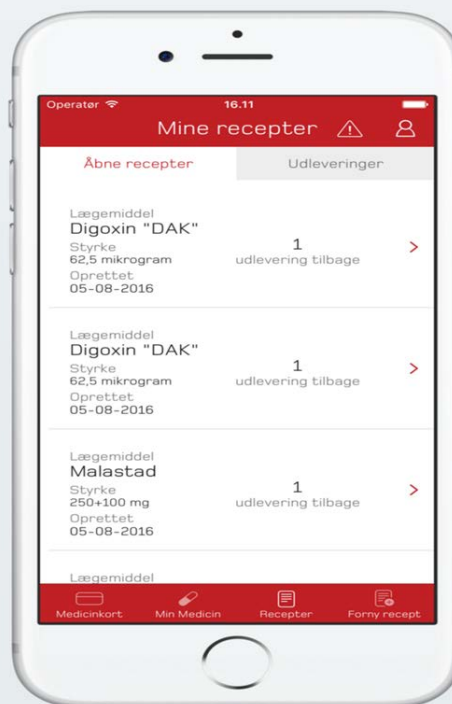 Operatør 16.11
Mine recepter
Åbne recepter Udleveringer
Lægemiddel
Digoxin "DAK"
Styrke
62,5 mikrogram
Oprettet
05-08-2016
1
udlevering tilbage
Lægemiddel
Digoxin "DAK"
Styrke
62,5 mikrogram
Oprettet
05-08-2016
1
udlevering tilbage
Lægemiddel
Malastad
Styrke
250+100 mg
Oprettet
05-08-2016
1
udlevering tilbage
Lægemiddel
Medicinkort Min Medicin Recepter Forny recept